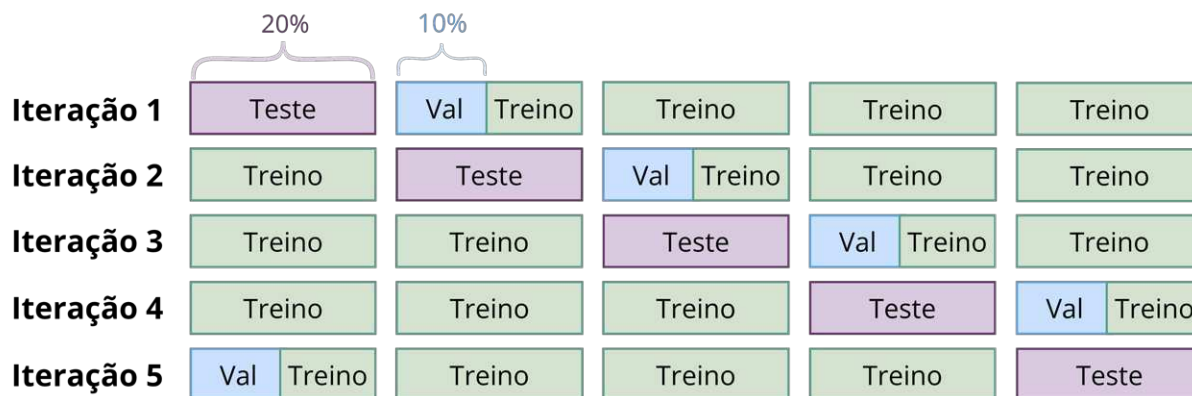 20% 10%
Iteração 1 Teste Val Treino Treino Treino Treino
Iteração 2 Treino Teste Val Treino Treino Treino
Iteração 3 Treino Treino Teste Val Treino Treino
Iteração 4 Treino Treino Treino Teste Val Treino
Iteração 5 Val Treino Treino Treino Treino Teste